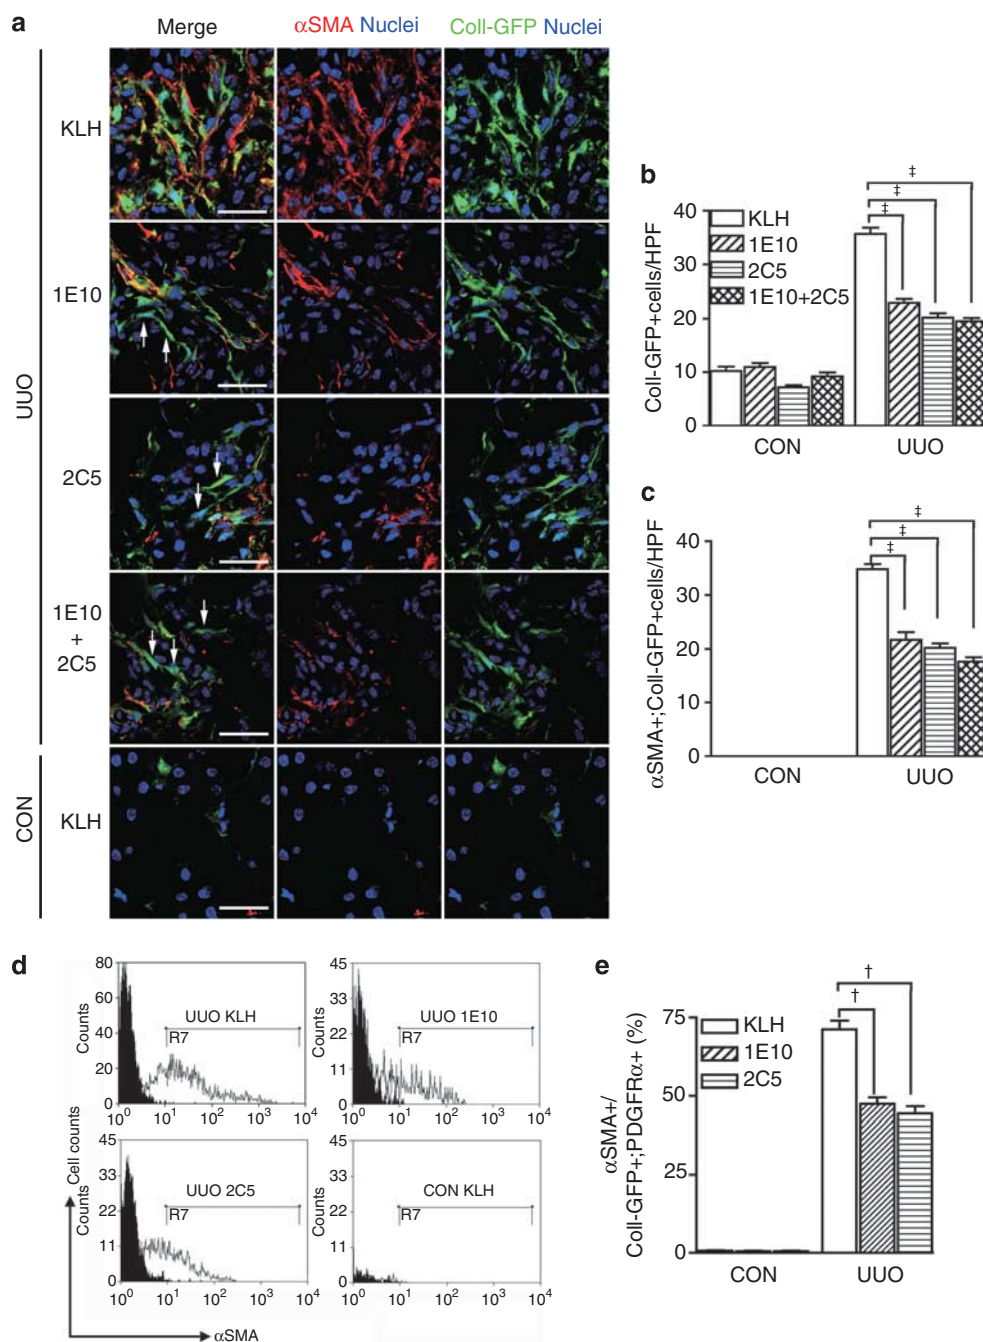 a
Merge
αSMA Nuclei
Coll-GFP Nuclei
UUO
KLH
1E10
2C5
1E10
+
2C5
CON
KLH
b
Coll-GFP+cells/HPF
40
30
20
10
0
KLH
1E10
2C5
1E10+2C5
‡
‡
‡
CON
UUO
c
αSMA+;Coll-GFP+cells/HPF
40
30
20
10
0
‡
‡
‡
CON
UUO
d
Counts
80
60
40
20
0
UUO KLH
R7
10⁰ 10¹ 10² 10³ 10⁴
Counts
45
33
22
11
0
UUO 1E10
R7
10⁰ 10¹ 10² 10³ 10⁴
Cell counts
Counts
45
33
22
11
0
UUO 2C5
R7
10⁰ 10¹ 10² 10³ 10⁴
Counts
45
33
22
11
0
CON KLH
R7
10⁰ 10¹ 10² 10³ 10⁴
αSMA
e
αSMA+/
Coll-GFP+;PDGFRα+ (%)
75
50
25
0
KLH
1E10
2C5
†
†
CON
UUO